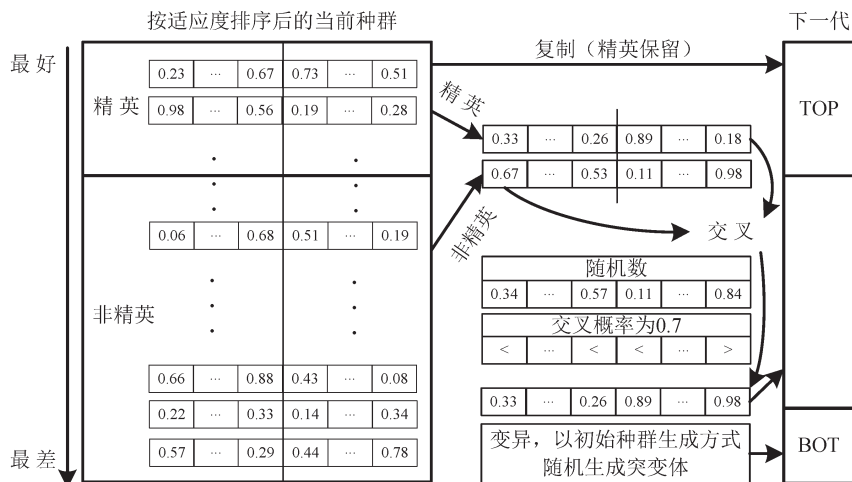 按适应度排序后的当前种群
下一代
最好
精英
0.23 ... 0.67 0.73 ... 0.51
0.98 ... 0.56 0.19 ... 0.28
复制（精英保留）
TOP
精英
0.33 ... 0.26 0.89 ... 0.18
0.67 ... 0.53 0.11 ... 0.98
非精英
交叉
0.06 ... 0.68 0.51 ... 0.19
非精英
随机数
0.34 ... 0.57 0.11 ... 0.84
交叉概率为0.7
< ... < < ... >
0.66 ... 0.88 0.43 ... 0.08
0.22 ... 0.33 0.14 ... 0.34
0.57 ... 0.29 0.44 ... 0.78
0.33 ... 0.26 0.89 ... 0.98
最差
变异，以初始种群生成方式
随机生成突变体
BOT